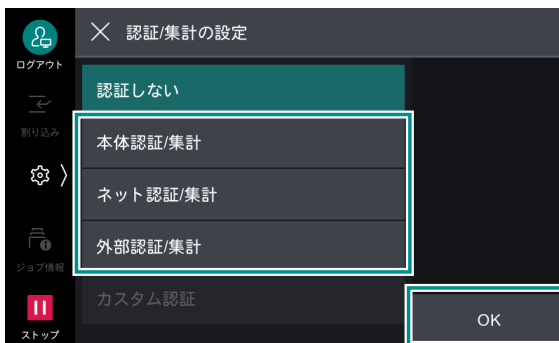 認証/集計の設定
ログアウト
認証しない
割り込み
本体認証/集計
ネット認証/集計
外部認証/集計
ジョブ情報
カスタム認証
OK
ストップ